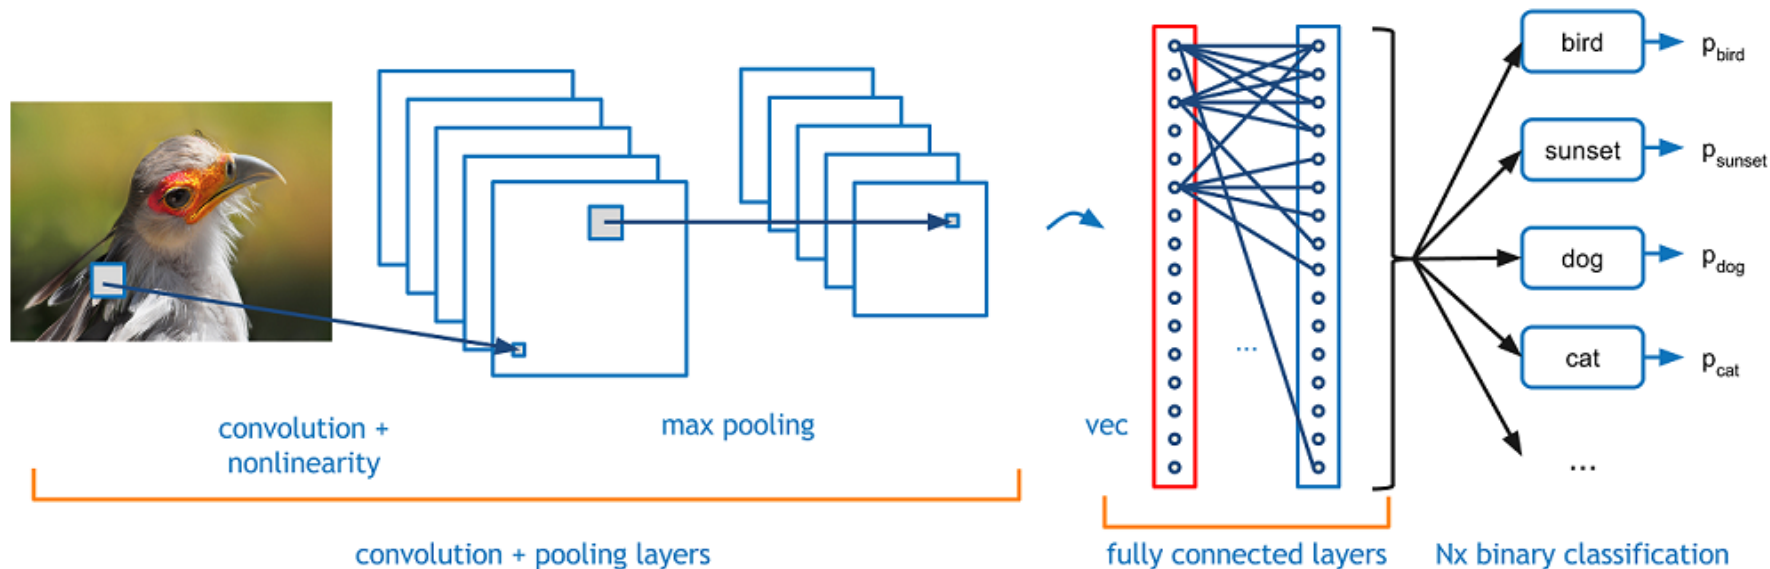 bird
p_bird
sunset
p_sunset
dog
p_dog
cat
p_cat
...
...
convolution +
nonlinearity
max pooling
vec
convolution + pooling layers
fully connected layers
Nx binary classification